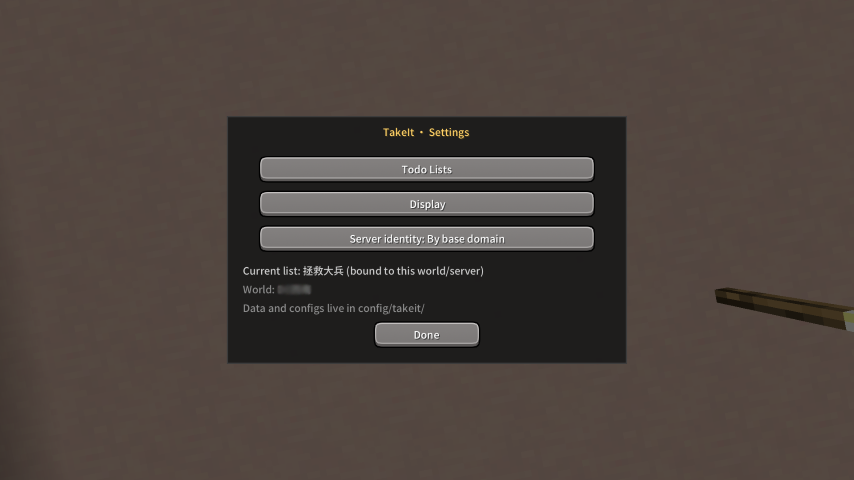 TakeIt • Settings
Todo Lists
Display
Server identity: By base domain
Current list: 拯救大兵 (bound to this world/server)
World:
Data and configs live in config/takeit/
Done